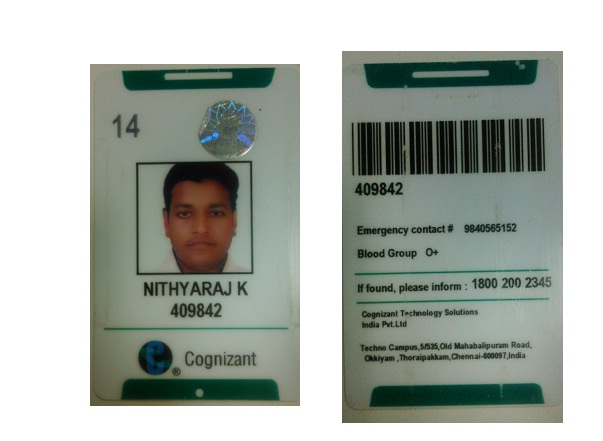 14
NITHYARAJ K
409842
Cognizant
®
409842
Emergency contact # 9840565152
Blood Group O+
If found, please inform : 1800 200 2345
Cognizant Technology Solutions
India Pvt.Ltd
Techno Campus,5/535,Old Mahabalipuram Road,
Okkiyam ,Thoraipakkam,Chennai-600097,India